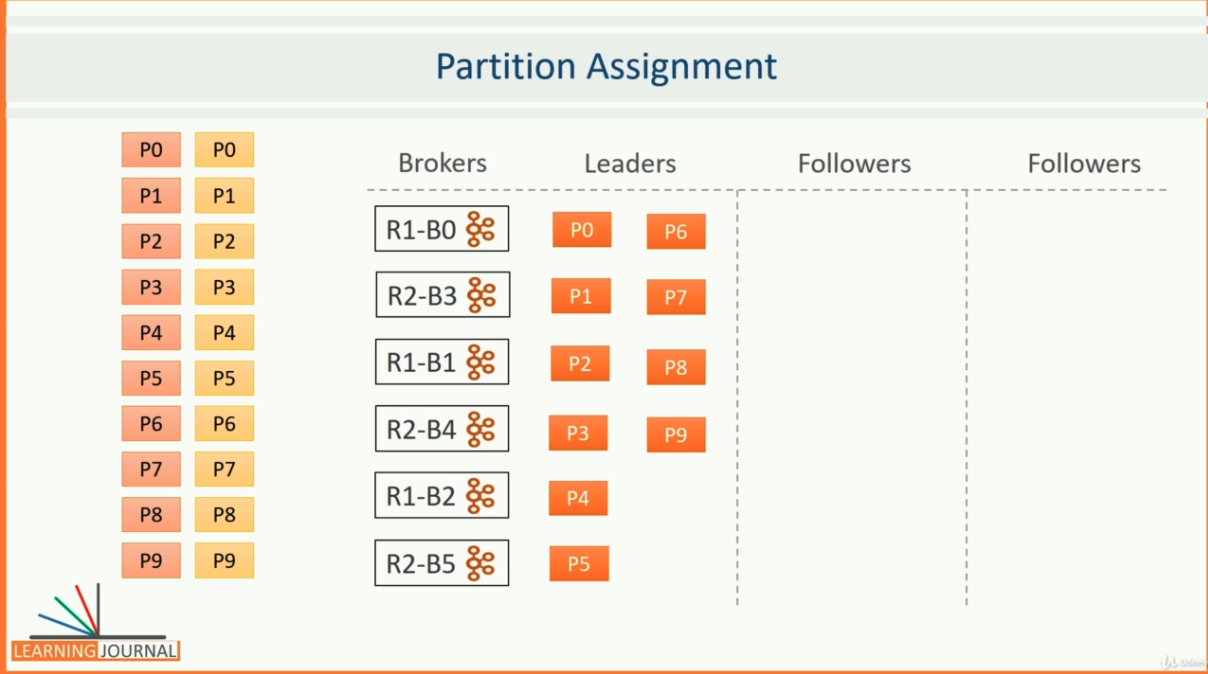 Partition Assignment
Brokers Leaders Followers Followers
P0 P0
P1 P1
P2 P2
P3 P3
P4 P4
P5 P5
P6 P6
P7 P7
P8 P8
P9 P9
R1-B0 P0 P6
R2-B3 P1 P7
R1-B1 P2 P8
R2-B4 P3 P9
R1-B2 P4
R2-B5 P5
LEARNING JOURNAL
Udemy